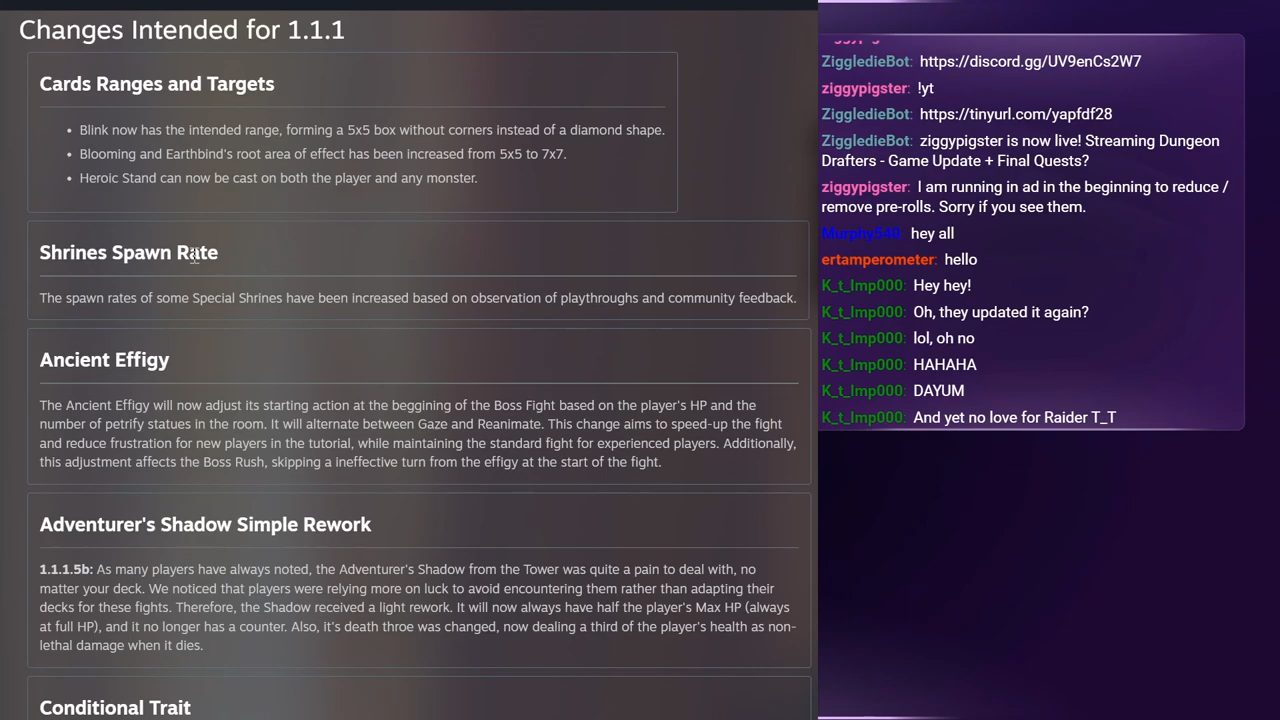 Changes Intended for 1.1.1
Cards Ranges and Targets
• Blink now has the intended range, forming a 5x5 box without corners instead of a diamond shape.
• Blooming and Earthbind's root area of effect has been increased from 5x5 to 7x7.
• Heroic Stand can now be cast on both the player and any monster.
Shrines Spawn Rate
The spawn rates of some Special Shrines have been increased based on observation of playthroughs and community feedback.
Ancient Effigy
The Ancient Effigy will now adjust its starting action at the beggining of the Boss Fight based on the player's HP and the
number of petrify statues in the room. It will alternate between Gaze and Reanimate. This change aims to speed-up the fight
and reduce frustration for new players in the tutorial, while maintaining the standard fight for experienced players. Additionally,
this adjustment affects the Boss Rush, skipping a ineffective turn from the effigy at the start of the fight.
Adventurer's Shadow Simple Rework
1.1.1.5b: As many players have always noted, the Adventurer's Shadow from the Tower was quite a pain to deal with, no
matter your deck. We noticed that players were relying more on luck to avoid encountering them rather than adapting their
decks for these fights. Therefore, the Shadow received a light rework. It will now always have half the player's Max HP (always
at full HP), and it no longer has a counter. Also, it's death throe was changed, now dealing a third of the player's health as non-
lethal damage when it dies.
Conditional Trait
ZiggledieBot: https://discord.gg/UV9enCs2W7
ziggypigster: !yt
ZiggledieBot: https://tinyurl.com/yapfdf28
ZiggledieBot: ziggypigster is now live! Streaming Dungeon
Drafters - Game Update + Final Quests?
ziggypigster: I am running in ad in the beginning to reduce /
remove pre-rolls. Sorry if you see them.
Murphy540: hey all
ertamperometer: hello
K_t_Imp000: Hey hey!
K_t_Imp000: Oh, they updated it again?
K_t_Imp000: lol, oh no
K_t_Imp000: HAHAHA
K_t_Imp000: DAYUM
K_t_Imp000: And yet no love for Raider T_T